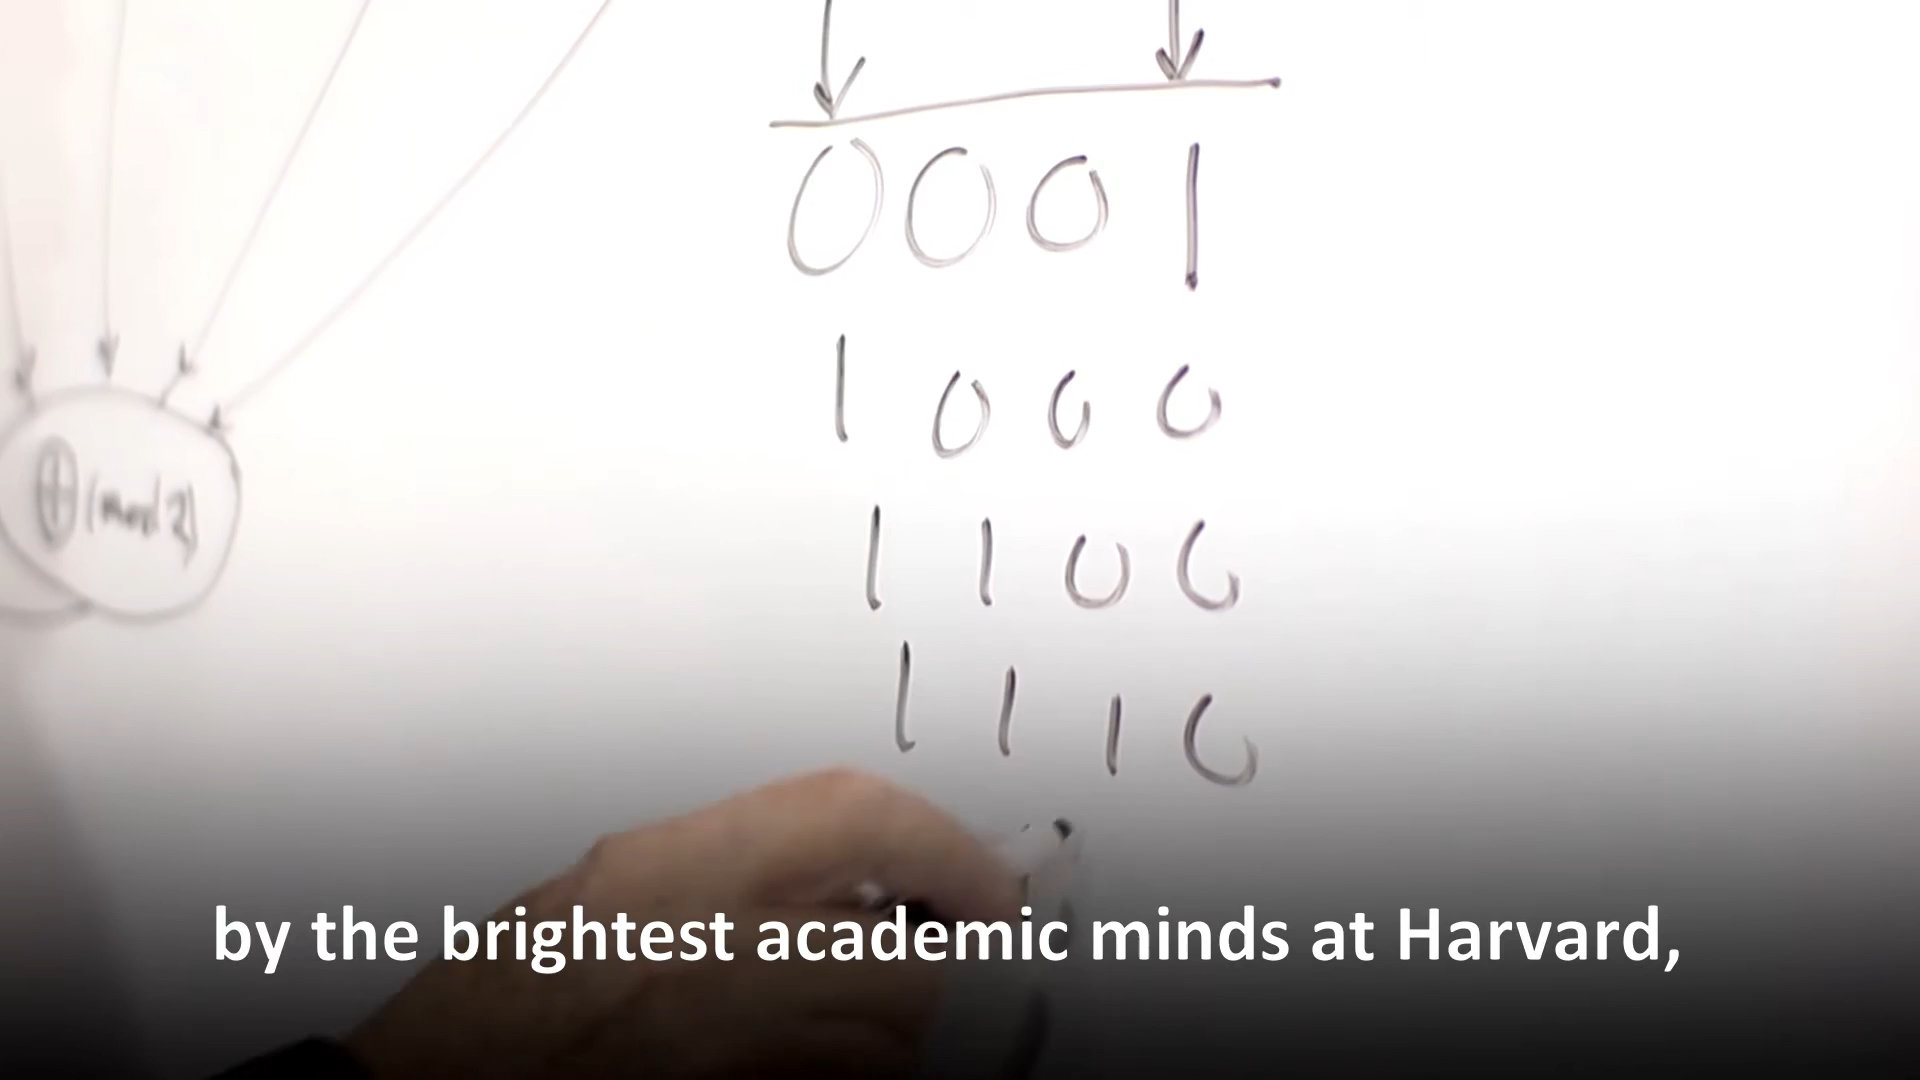 0001
1000
1100
1110
⊕ (mod 2)
by the brightest academic minds at Harvard,